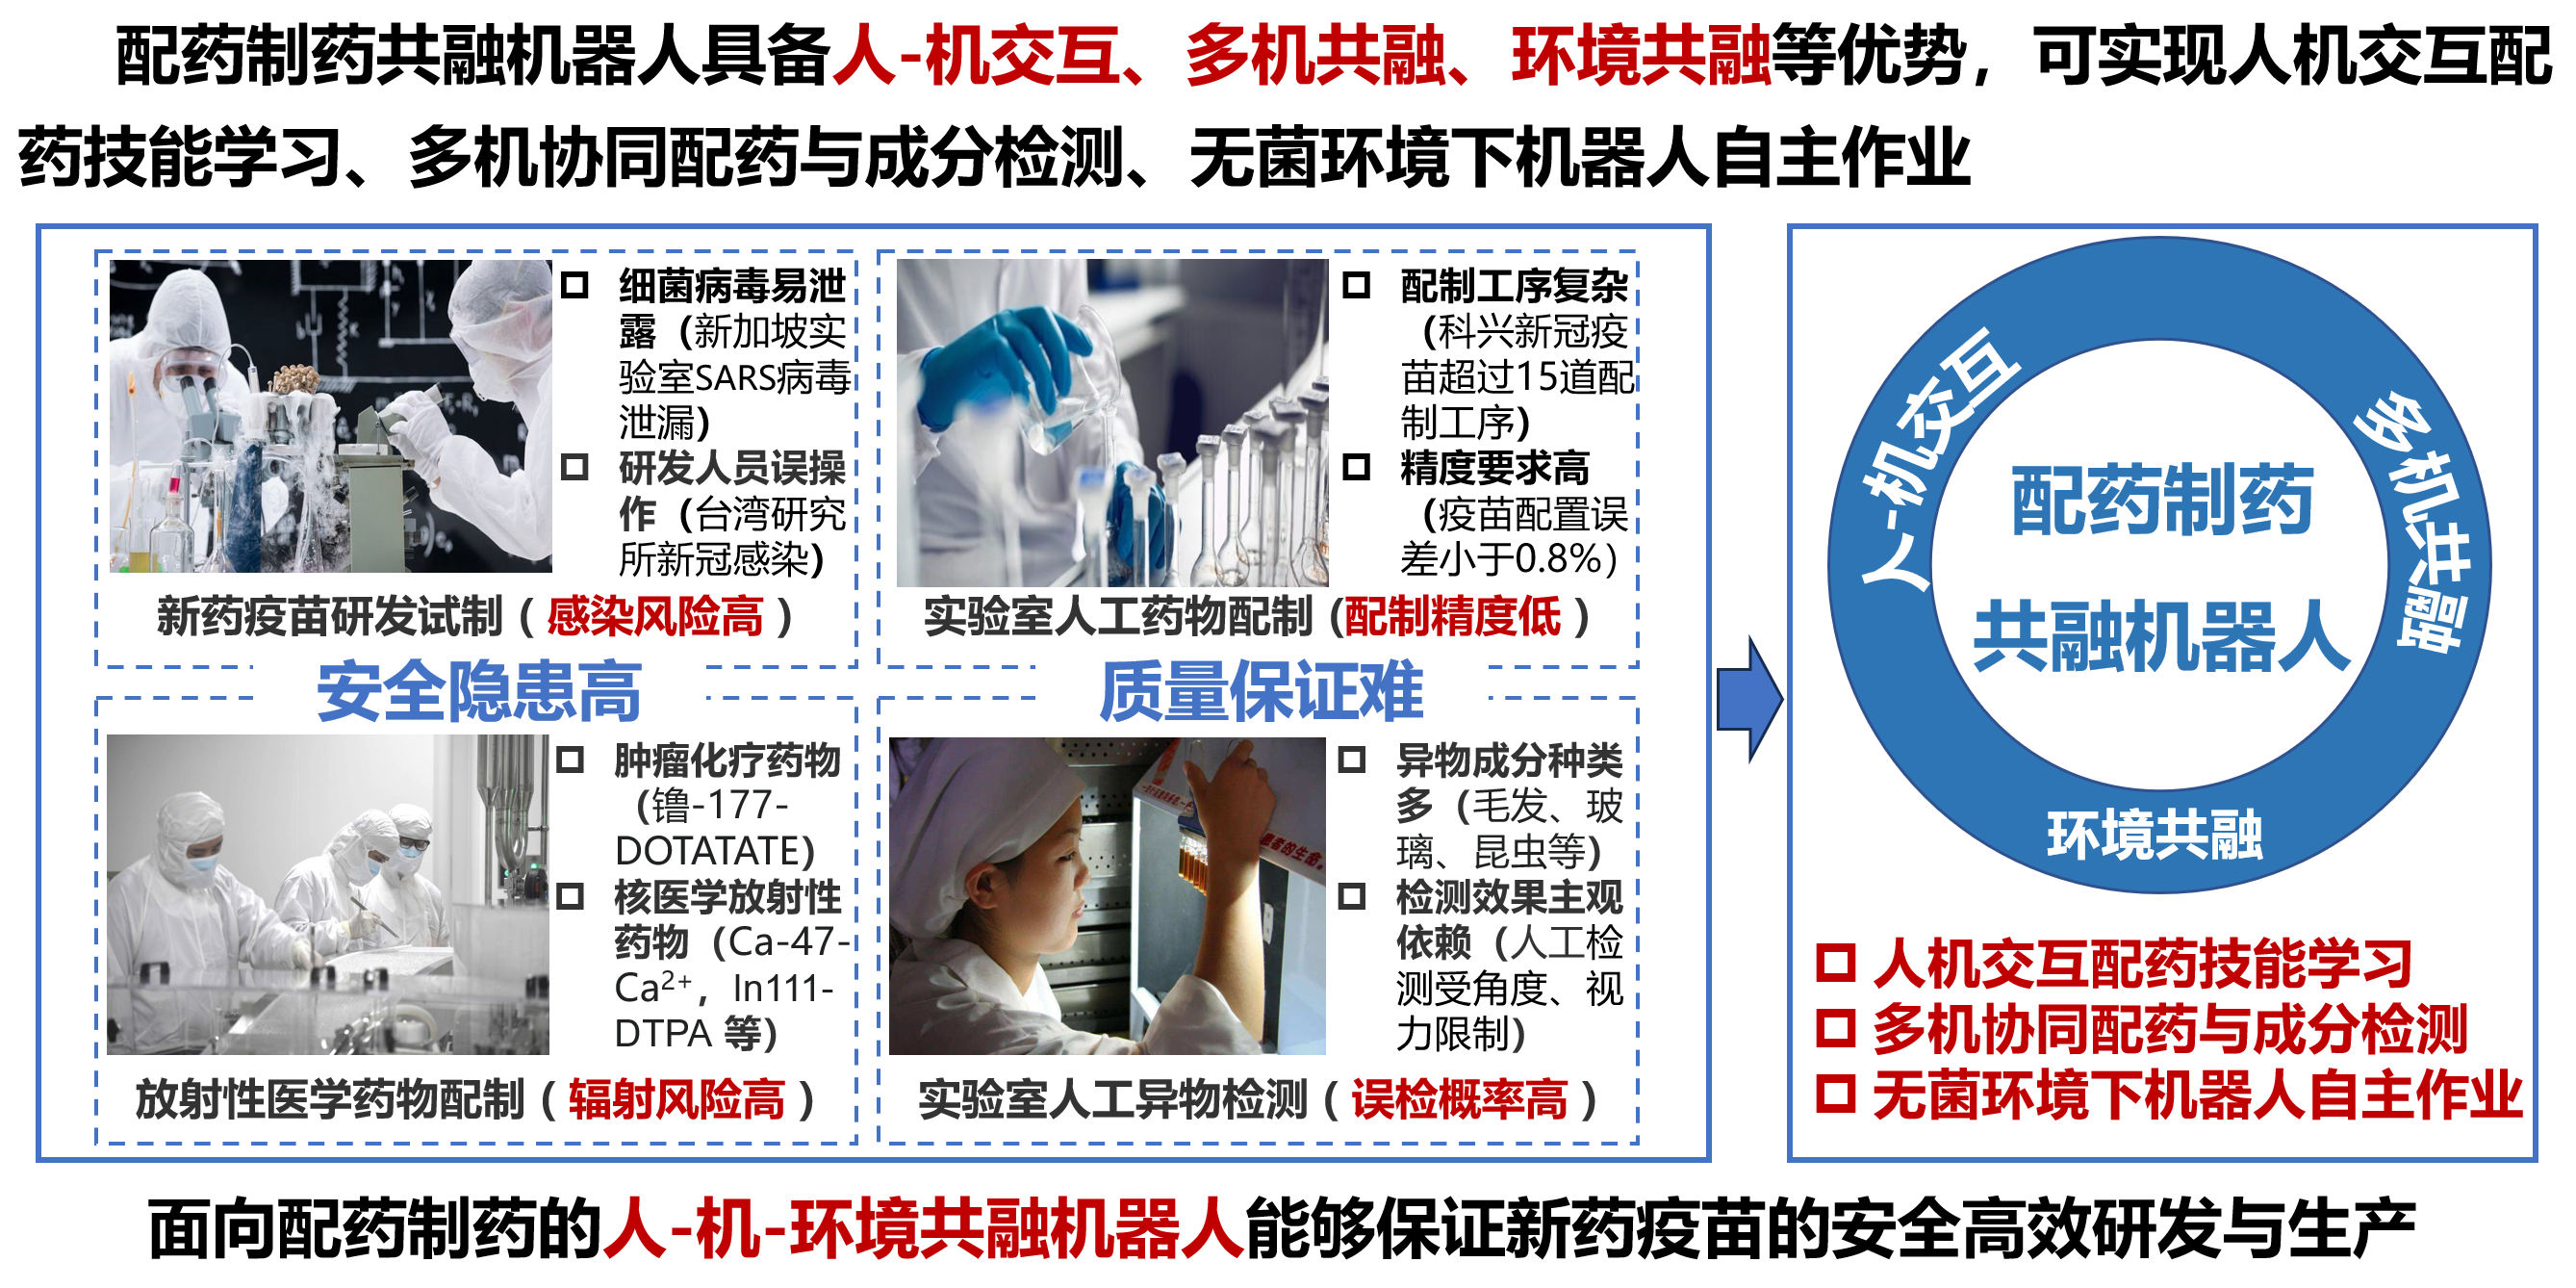 配药制药共融机器人具备人-机交互、多机共融、环境共融等优势，可实现人机交互配
药技能学习、多机协同配药与成分检测、无菌环境下机器人自主作业
细菌病毒易泄
露（新加坡实
验室SARS病毒
泄漏)
研发人员误操
作（台湾研究
所新冠感染)
新药疫苗研发试制（感染风险高）
配制工序复杂
（科兴新冠疫
苗超过15道配
制工序)
精度要求高
（疫苗配置误
差小于0.8%）
实验室人工药物配制 (配制精度低）
安全隐患高
质量保证难
肿瘤化疗药物
（镥-177-
DOTATATE)
核医学放射性
药物（Ca-47-
Ca²⁺，In111-
DTPA 等)
放射性医学药物配制（辐射风险高）
异物成分种类
多（毛发、玻
璃、昆虫等)
检测效果主观
依赖（人工检
测受角度、视
力限制)
患者的生命
实验室人工异物检测（误检概率高）
人-机交互
多机共融
配药制药
共融机器人
环境共融
人机交互配药技能学习
多机协同配药与成分检测
无菌环境下机器人自主作业
面向配药制药的人-机-环境共融机器人能够保证新药疫苗的安全高效研发与生产